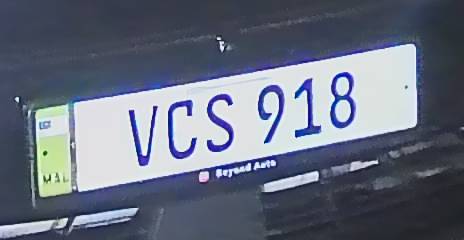 VCS 918
MAL
Beyond Auto